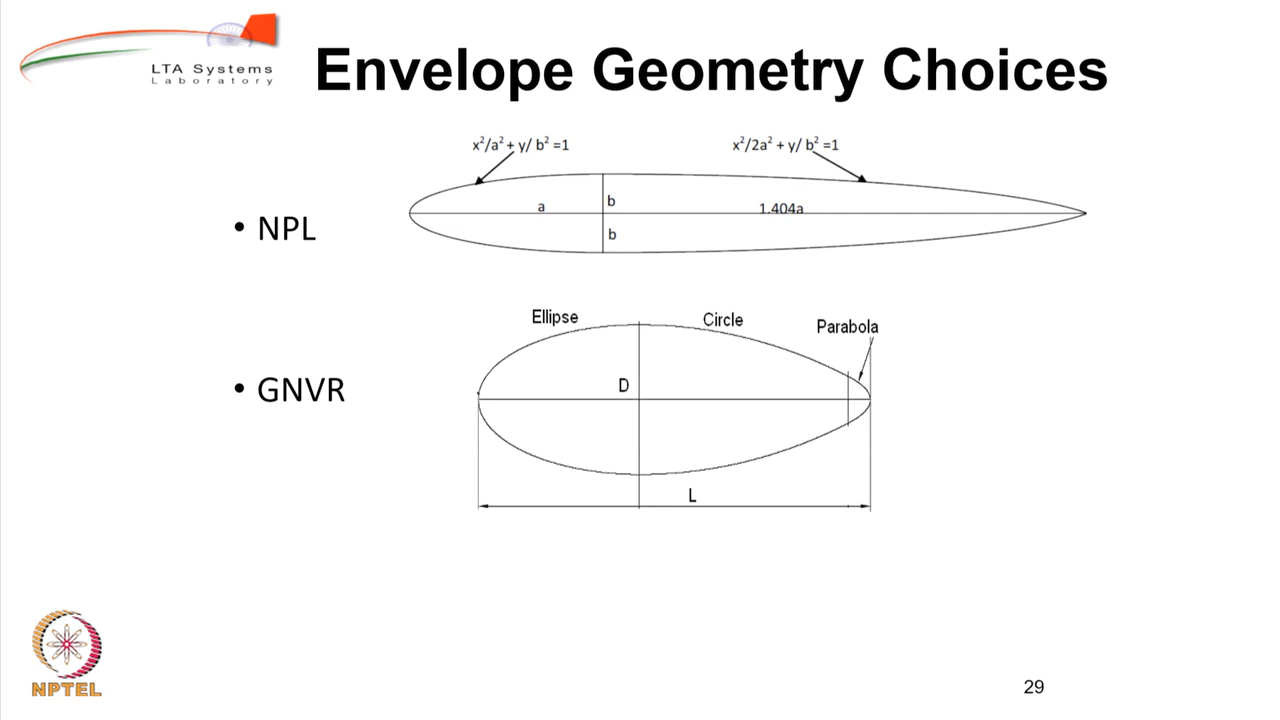 LTA Systems
Laboratory
Envelope Geometry Choices
x²/a² + y/ b² =1
x²/2a² + y/ b² =1
• NPL
a
b
1.404a
b
• GNVR
Ellipse
Circle
Parabola
D
L
NPTEL
29